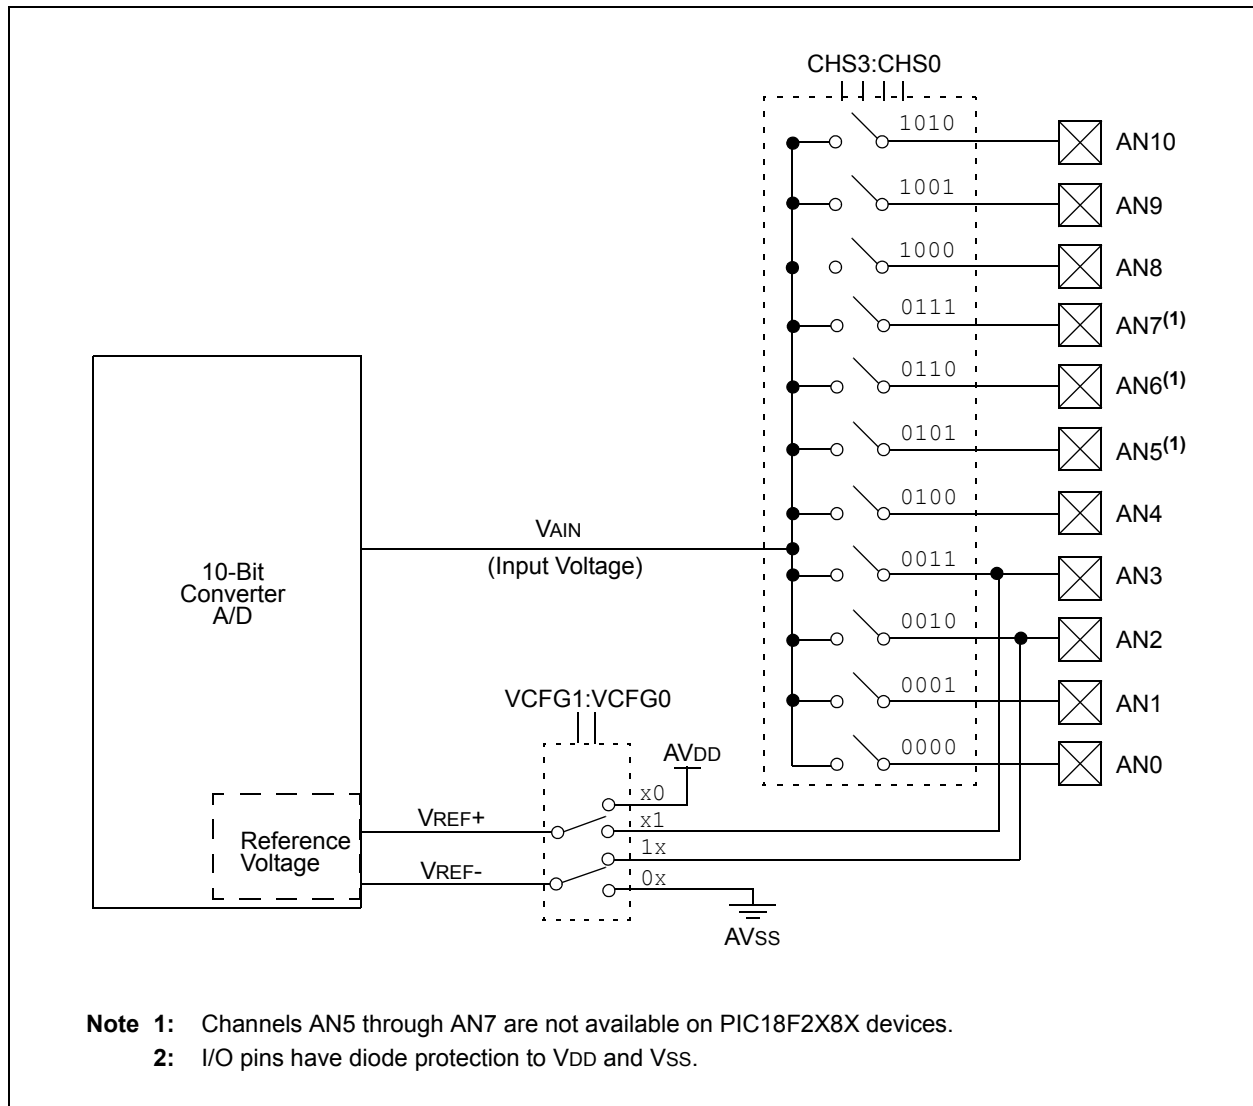 CHS3:CHS0
1010 AN10
1001 AN9
1000 AN8
0111 AN7(1)
0110 AN6(1)
0101 AN5(1)
0100 AN4
VAIN
(Input Voltage)
0011 AN3
10-Bit
Converter
A/D
0010 AN2
0001 AN1
VCFG1:VCFG0
0000 AN0
AVDD
x0
VREF+
x1
Reference
Voltage
1x
VREF-
0x
AVSS
Note 1: Channels AN5 through AN7 are not available on PIC18F2X8X devices.
2: I/O pins have diode protection to VDD and VSS.